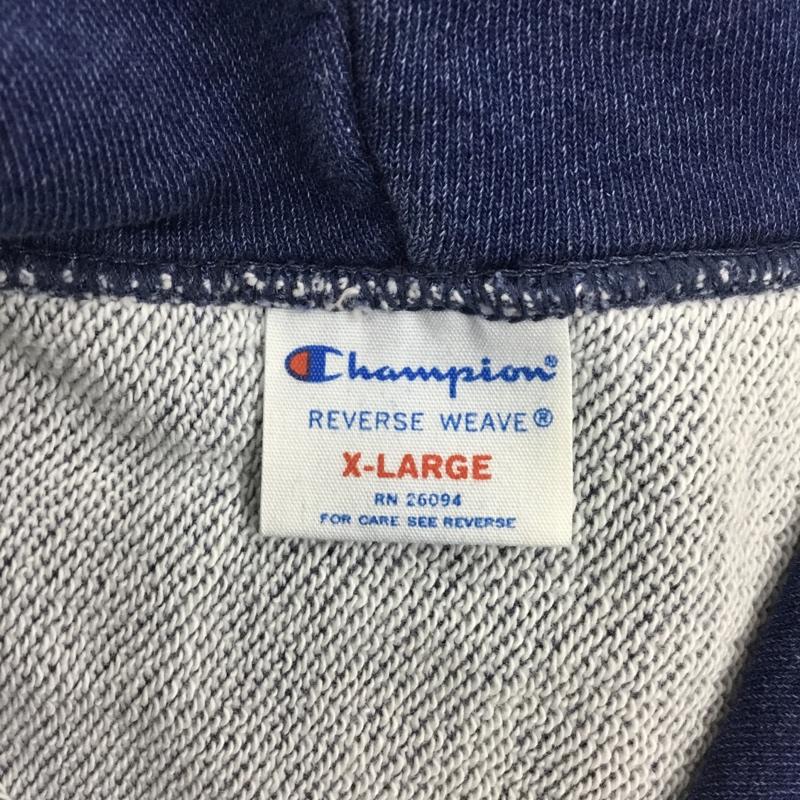 Champion®
REVERSE WEAVE®
X-LARGE
RN 26094
FOR CARE SEE REVERSE